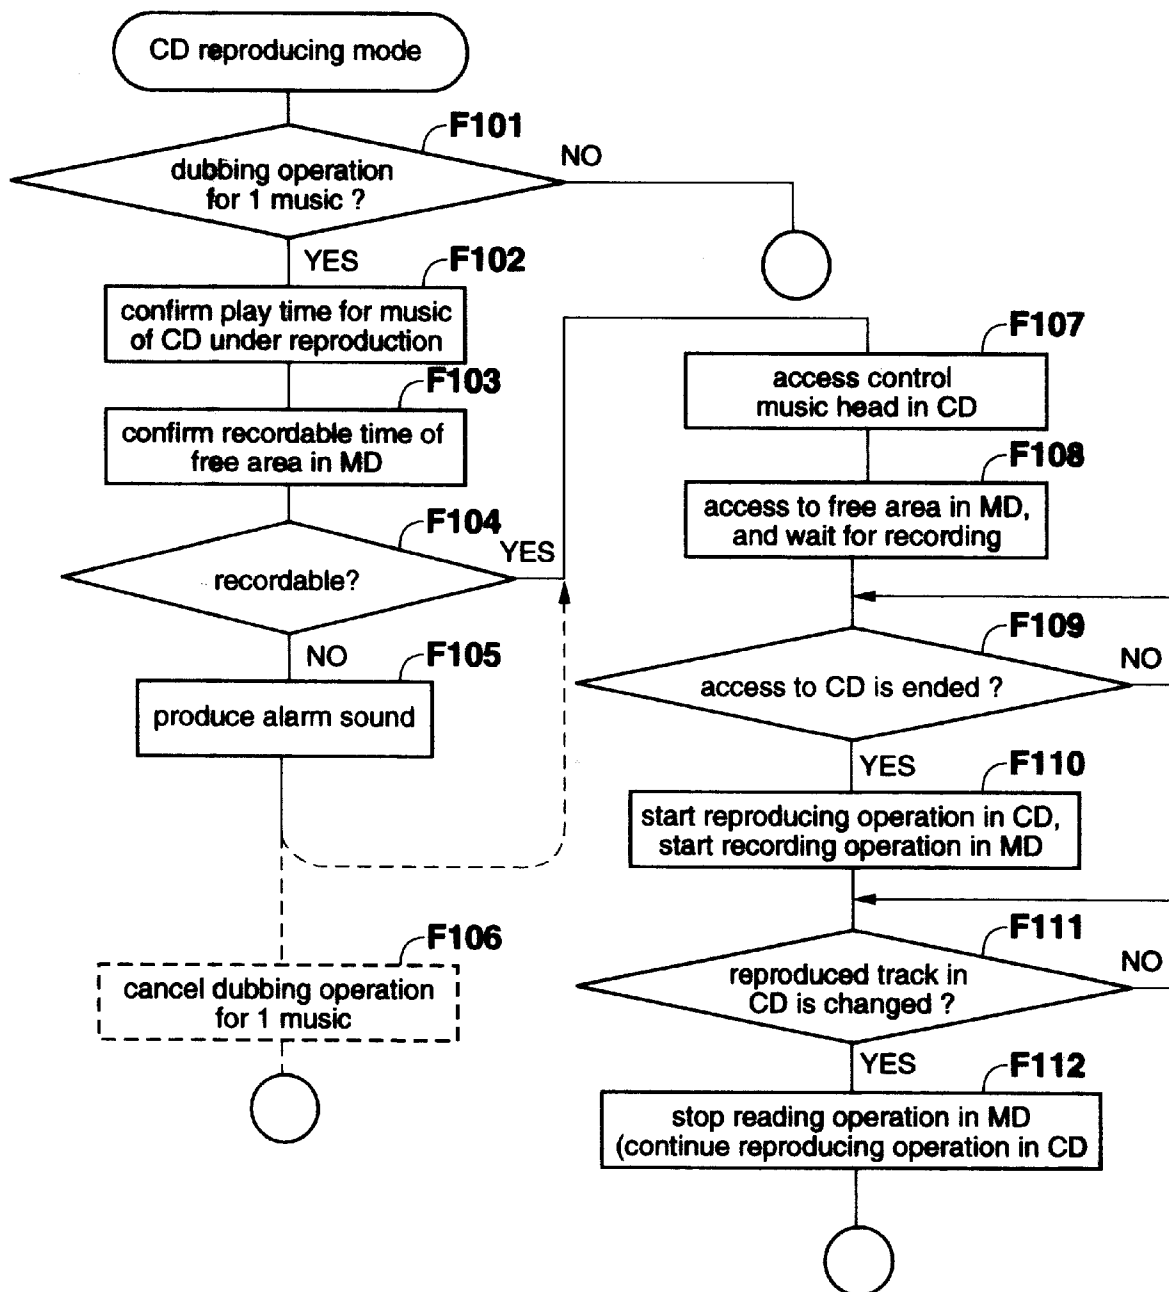 CD reproducing mode
F101
dubbing operation
for 1 music ?
NO
YES
F102
confirm play time for music
of CD under reproduction
F103
confirm recordable time of
free area in MD
F104
recordable?
YES
NO
F105
produce alarm sound
F106
cancel dubbing operation
for 1 music
F107
access control
music head in CD
F108
access to free area in MD,
and wait for recording
F109
access to CD is ended ?
NO
YES
F110
start reproducing operation in CD,
start recording operation in MD
F111
reproduced track in
CD is changed ?
NO
YES
F112
stop reading operation in MD
(continue reproducing operation in CD